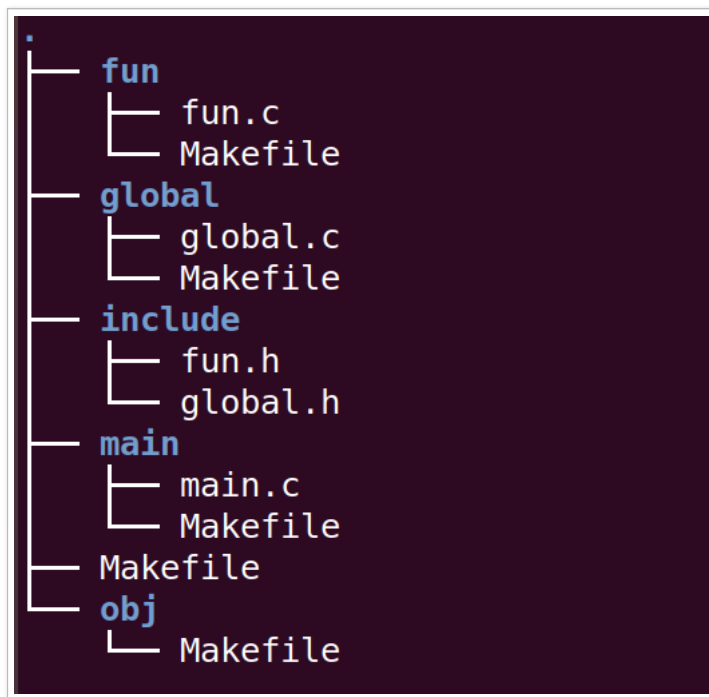 .
fun
fun.c
Makefile
global
global.c
Makefile
include
fun.h
global.h
main
main.c
Makefile
Makefile
obj
Makefile